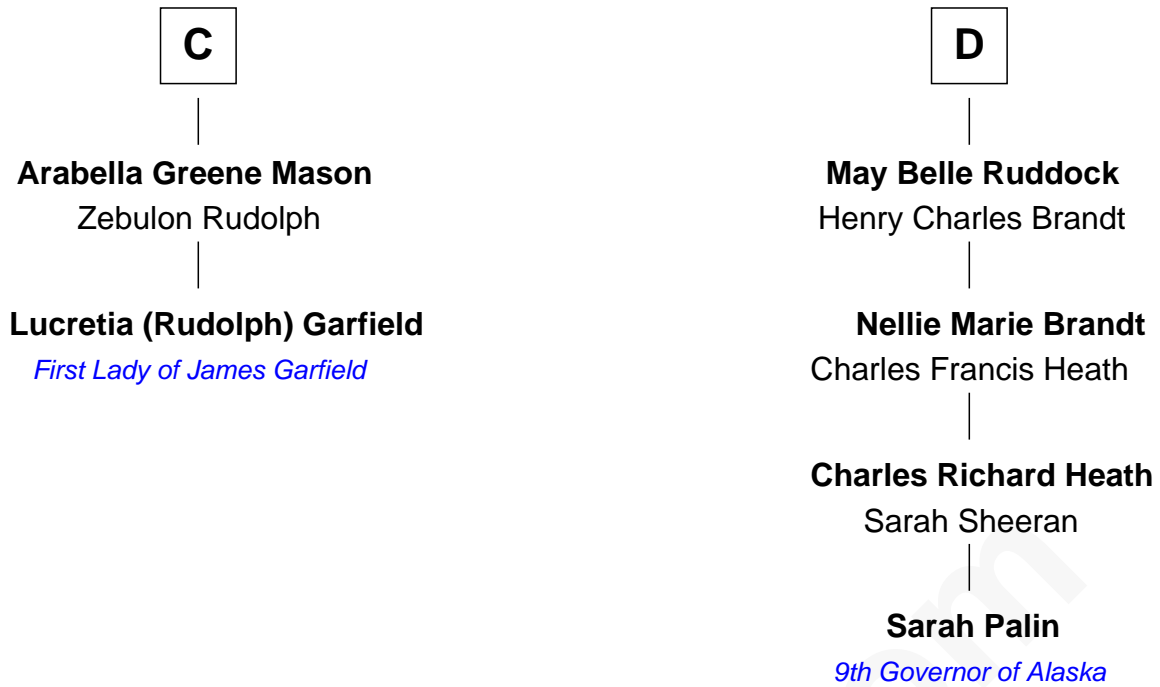 C
Arabella Greene Mason
Zebulon Rudolph
Lucretia (Rudolph) Garfield
First Lady of James Garfield
D
May Belle Ruddock
Henry Charles Brandt
Nellie Marie Brandt
Charles Francis Heath
Charles Richard Heath
Sarah Sheeran
Sarah Palin
9th Governor of Alaska